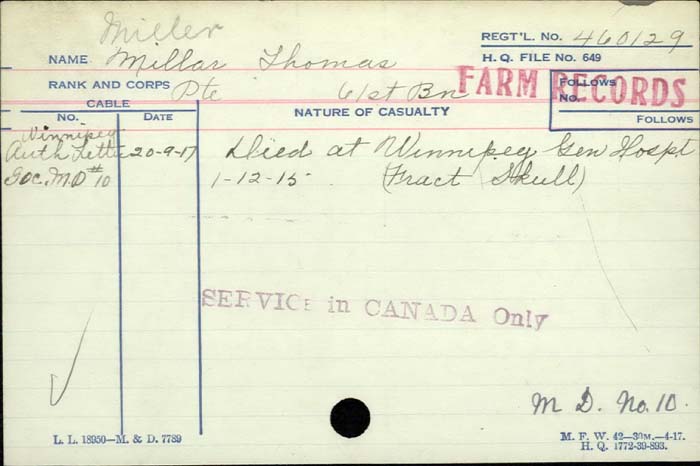 Miller
REGT'L. NO. 460129
NAME Millar Thomas
H. Q. FILE NO. 649
RANK AND CORPS Pte 61st Bn
FARM RECORDS
FOLLOWS
NO.
FOLLOWS
CABLE
NO. DATE
NATURE OF CASUALTY
Winnipeg
Auth Letter 20-9-17 Died at Winnipeg Gen Hospt
GOC. M.D #10 1-12-15 (Fract Skull)
SERVICE in CANADA Only
M D. No. 10.
L. L. 18950—M. & D. 7789
M. F. W. 42—30M.—4-17.
H. Q. 1772-39-893.